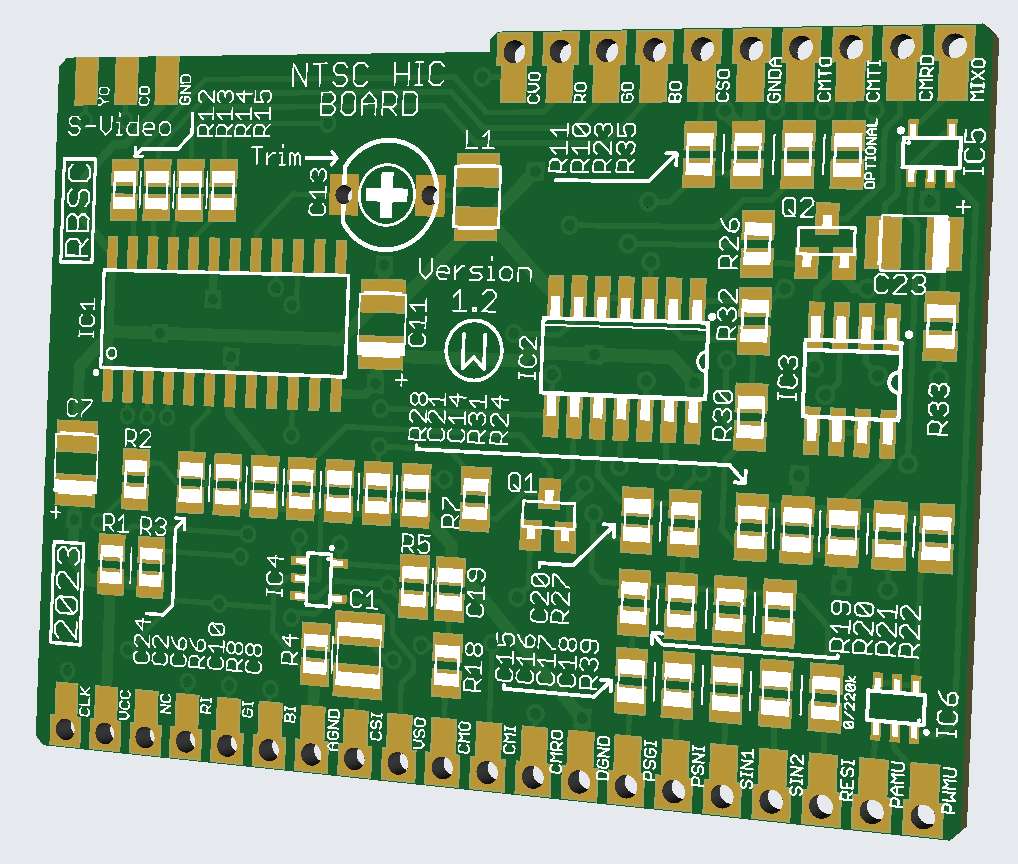 CVO
RO
GO
BO
CSO
GNDA
CMTO
CMTI
CMRD
MIXO
YO
CO
GND
NTSC HIC
BOARD
S-Video
R12
R13
R14
R15
Trim
C13
L1
R11
R10
R23
R35
OPTIONAL
IC5
RBSC
Q2
+
R26
C23
Version
1.2
W
IC1
C11
+
IC2
R32
IC3
R33
R30
C7
+
R2
R28
C21
C14
R31
R24
R7
Q1
R1
R3
2023
IC4
R5
C19
C20
R27
C24
C2
C6
R6
C10
R8
C8
R4
C1
R18
C15
C16
C17
C18
R39
R19
R20
R21
R22
0/220k
IC6
CLK
VCC
NC
RI
GI
BI
AGND
CSI
VSO
CMO
CMI
CMRO
DGND
PSGI
PSNI
SIN1
SIN2
RESI
PAMU
PWMU